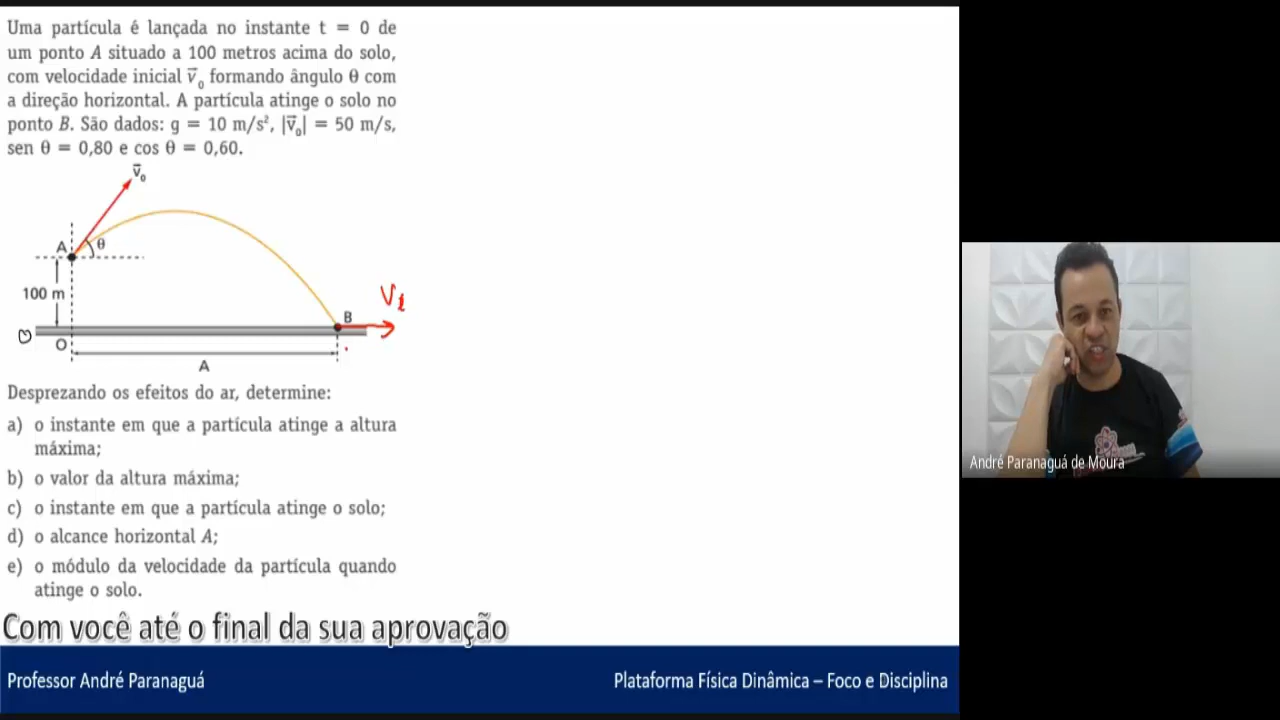 Uma partícula é lançada no instante t = 0 de
um ponto A situado a 100 metros acima do solo,
com velocidade inicial v⃗₀ formando ângulo θ com
a direção horizontal. A partícula atinge o solo no
ponto B. São dados: g = 10 m/s², |v⃗₀| = 50 m/s,
sen θ = 0,80 e cos θ = 0,60.
v⃗₀
A
θ
100 m
B
O
A
Desprezando os efeitos do ar, determine:
a) o instante em que a partícula atinge a altura
máxima;
b) o valor da altura máxima;
c) o instante em que a partícula atinge o solo;
d) o alcance horizontal A;
e) o módulo da velocidade da partícula quando
atinge o solo.
Com você até o final da sua aprovação
Professor André Paranaguá
Plataforma Física Dinâmica – Foco e Disciplina
André Paranaguá de Moura